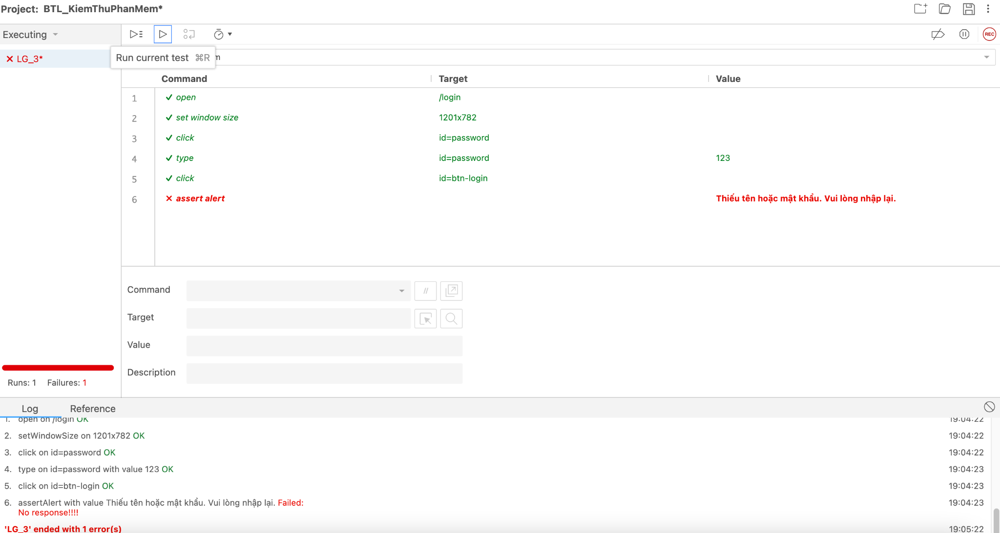 Project: BTL_KiemThuPhanMem*
Executing
REC
LG_3*
Run current test ⌘R
m
Command Target Value
1 open /login
2 set window size 1201x782
3 click id=password
4 type id=password 123
5 click id=btn-login
6 assert alert Thiếu tên hoặc mật khẩu. Vui lòng nhập lại.
Command //
Target
Value
Description
Runs: 1 Failures: 1
Log Reference
1. open on /login OK 19:04:22
2. setWindowSize on 1201x782 OK 19:04:22
3. click on id=password OK 19:04:22
4. type on id=password with value 123 OK 19:04:23
5. click on id=btn-login OK 19:04:23
6. assertAlert with value Thiếu tên hoặc mật khẩu. Vui lòng nhập lại. Failed: 19:04:23
No response!!!!
'LG_3' ended with 1 error(s) 19:05:22